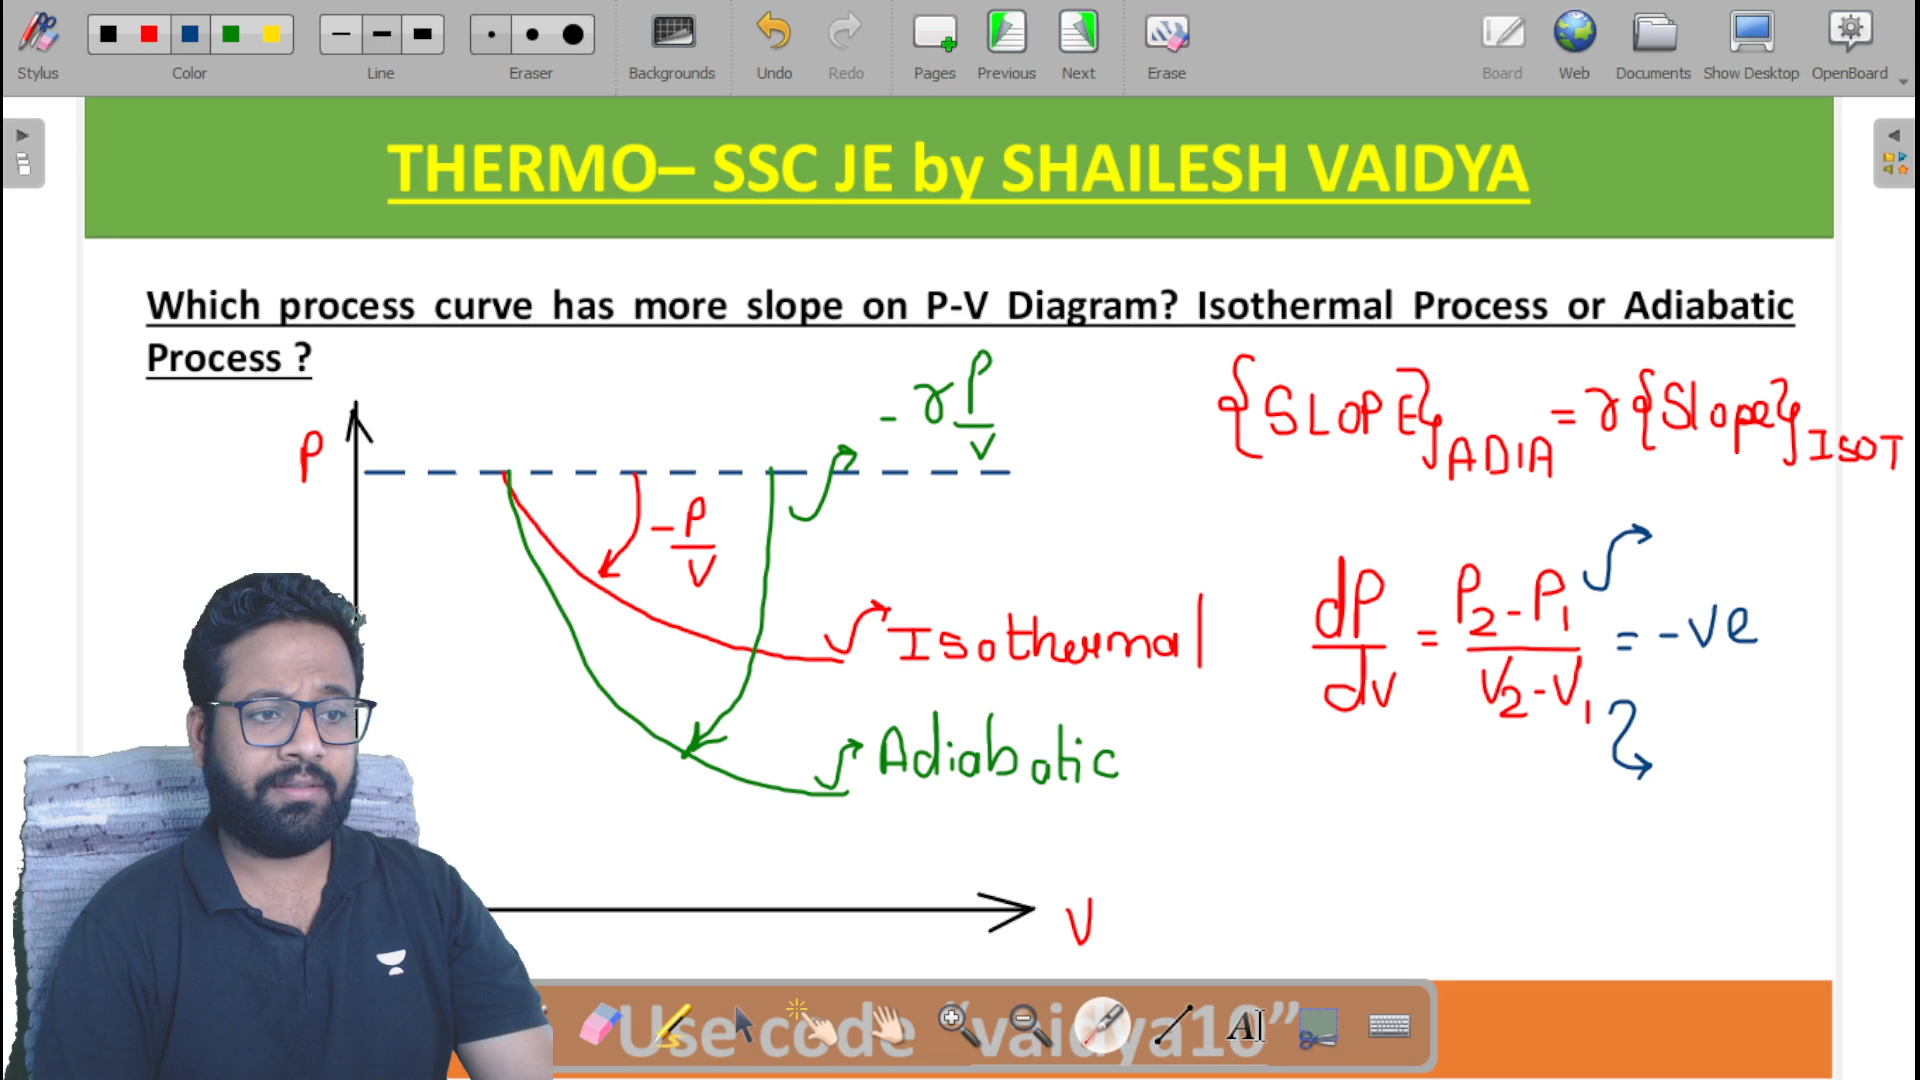 Stylus Color Line Eraser Backgrounds Undo Redo Pages Previous Next Erase Board Web Documents Show Desktop OpenBoard
THERMO– SSC JE by SHAILESH VAIDYA
Which process curve has more slope on P-V Diagram? Isothermal Process or Adiabatic
Process ?
- γ P/V
{SLOPE}ADIA = γ{Slope}ISOT
P
- P/V
Isothermal
dP/dV = P2-P1/V2-V1 = -ve
Adiabatic
V
Use code “vaidya10”